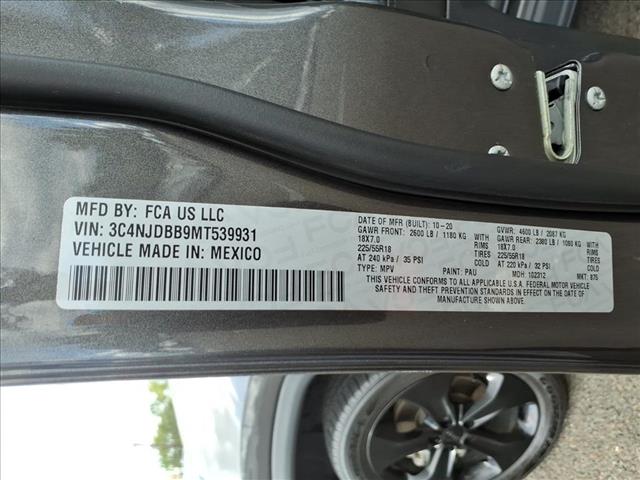 MFD BY: FCA US LLC
VIN: 3C4NJDBB9MT539931
VEHICLE MADE IN: MEXICO
DATE OF MFR (BUILT): 10-20 GVWR: 4600 LB / 2087 KG
GAWR FRONT: 2600 LB / 1180 KG RIMS GAWR REAR: 2380 LB / 1080 KG RIMS
18X7.0 TIRES 18X7.0 TIRES
225/55R18 COLD 225/55R18 COLD
AT 240 kPa / 35 PSI AT 220 kPa / 32 PSI
TYPE: MPV PAINT: PAU MDH: 102312 MKT: 875
THIS VEHICLE CONFORMS TO ALL APPLICABLE U.S.A. FEDERAL MOTOR VEHICLE
SAFETY AND THEFT PREVENTION STANDARDS IN EFFECT ON THE DATE OF
MANUFACTURE SHOWN ABOVE.